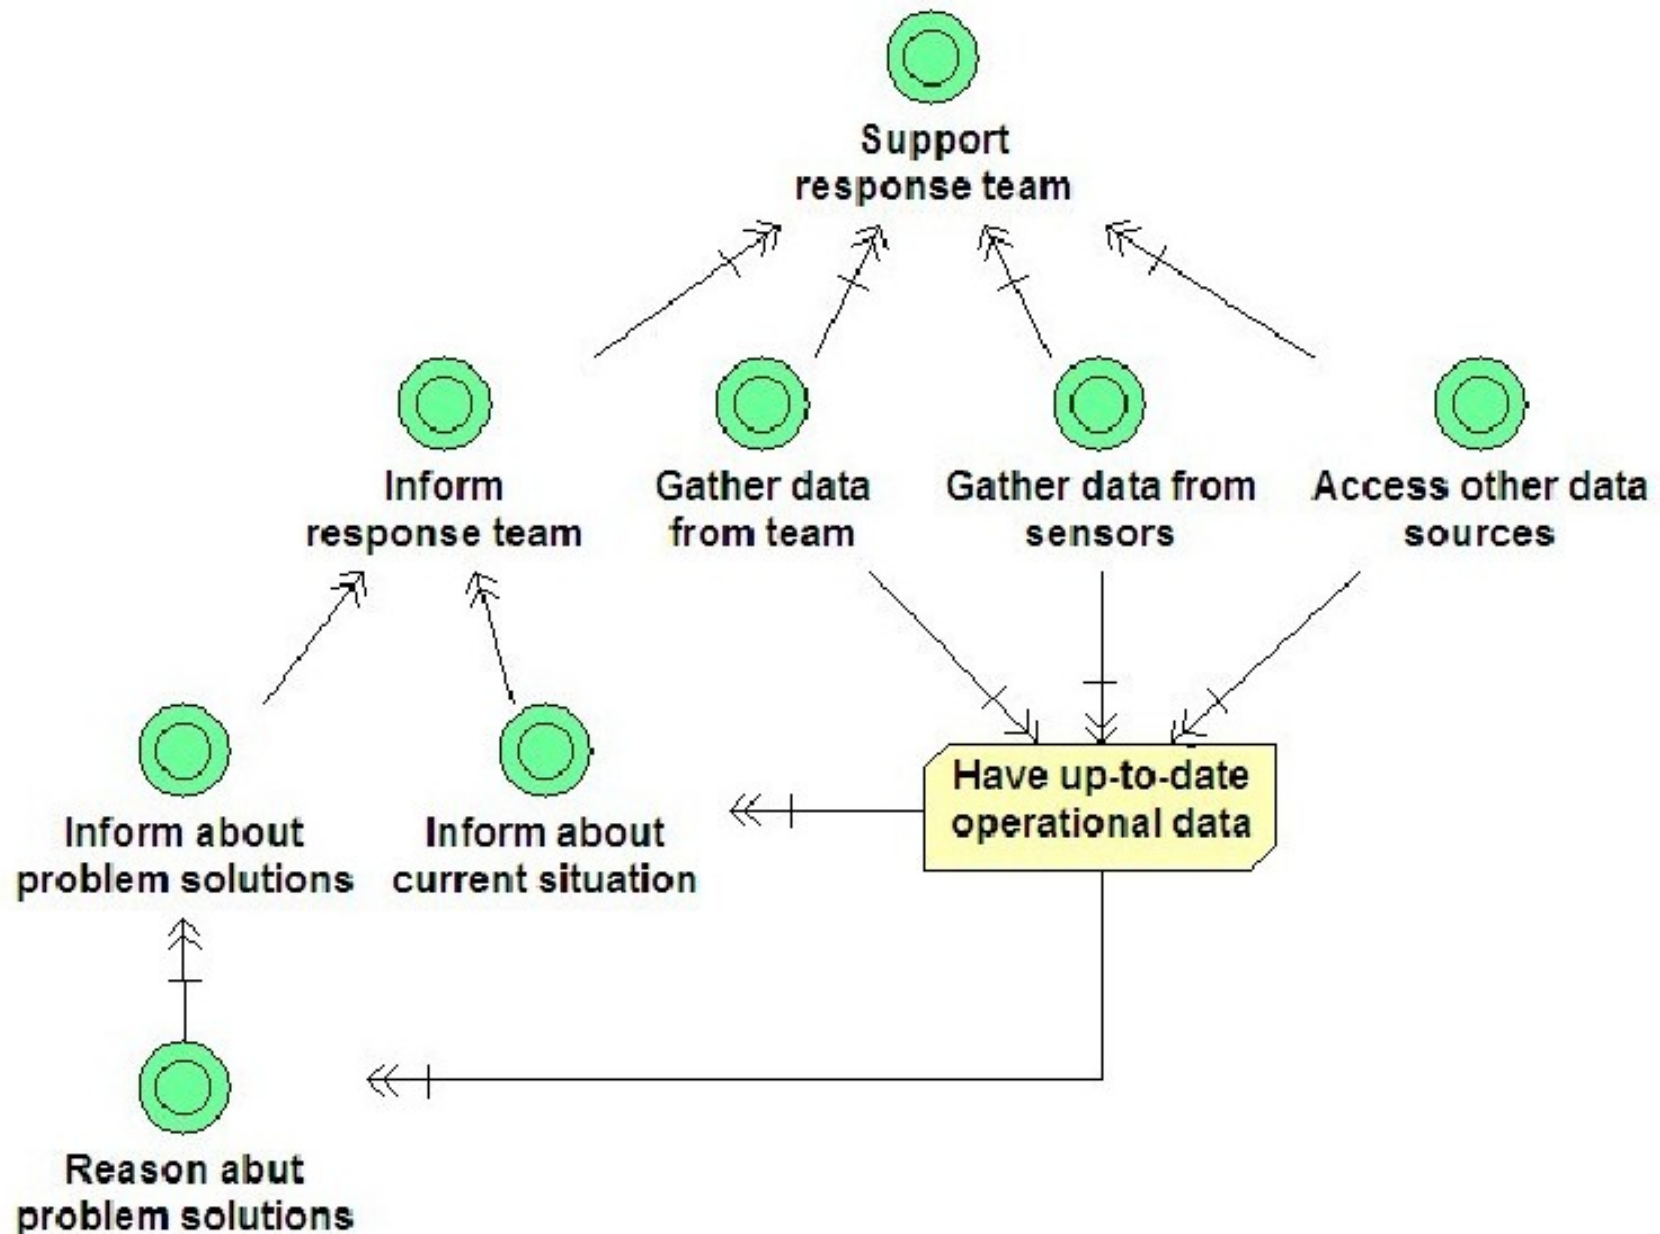 Support
response team
Inform
response team
Gather data
from team
Gather data from
sensors
Access other data
sources
Inform about
problem solutions
Inform about
current situation
Have up-to-date
operational data
Reason abut
problem solutions